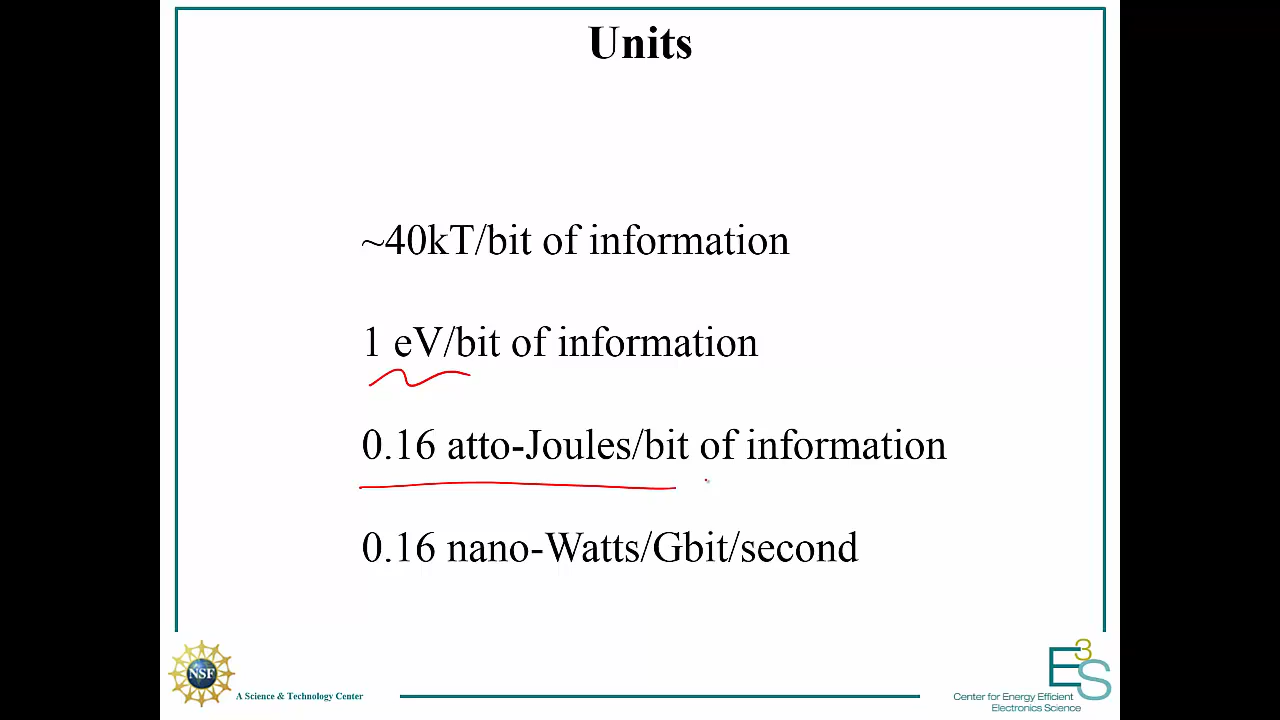 Units
~40kT/bit of information
1 eV/bit of information
0.16 atto-Joules/bit of information
0.16 nano-Watts/Gbit/second
NSF
A Science & Technology Center
E3S
Center for Energy Efficient
Electronics Science